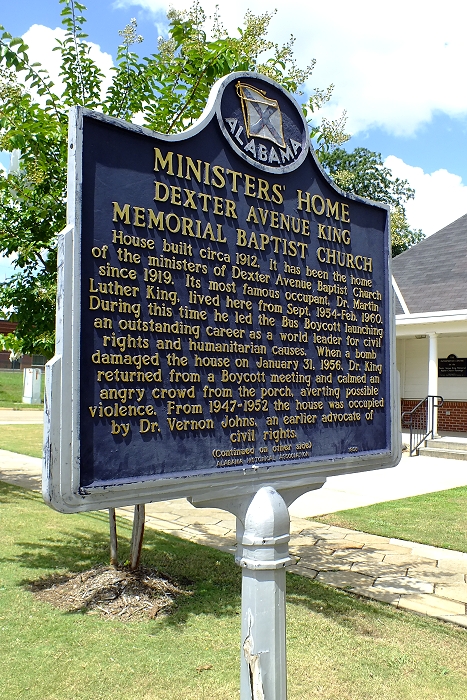 ALABAMA
MINISTERS' HOME
DEXTER AVENUE KING
MEMORIAL BAPTIST CHURCH
House built circa 1912. It has been the home
of the ministers of Dexter Avenue Baptist Church
since 1919. Its most famous occupant, Dr. Martin
Luther King, lived here from Sept. 1954-Feb. 1960.
During this time he led the Bus Boycott launching
an outstanding career as a world leader for civil
rights and humanitarian causes. When a bomb
damaged the house on January 31, 1956, Dr. King
returned from a Boycott meeting and calmed an
angry crowd from the porch, averting possible
violence. From 1947-1952 the house was occupied
by Dr. Vernon Johns, an earlier advocate of
civil rights.
(Continued on other side)
ALABAMA HISTORICAL ASSOCIATION